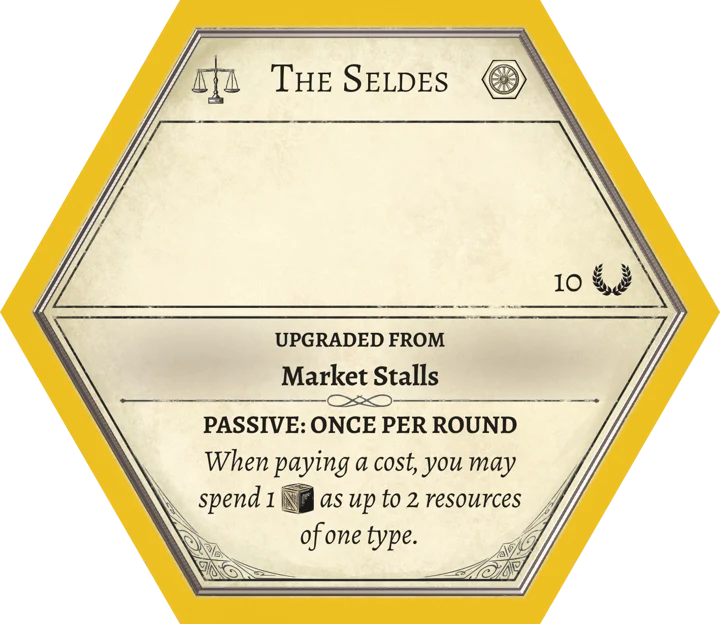 The Seldes
10
UPGRADED FROM
Market Stalls
PASSIVE: ONCE PER ROUND
When paying a cost, you may
spend 1 as up to 2 resources
of one type.